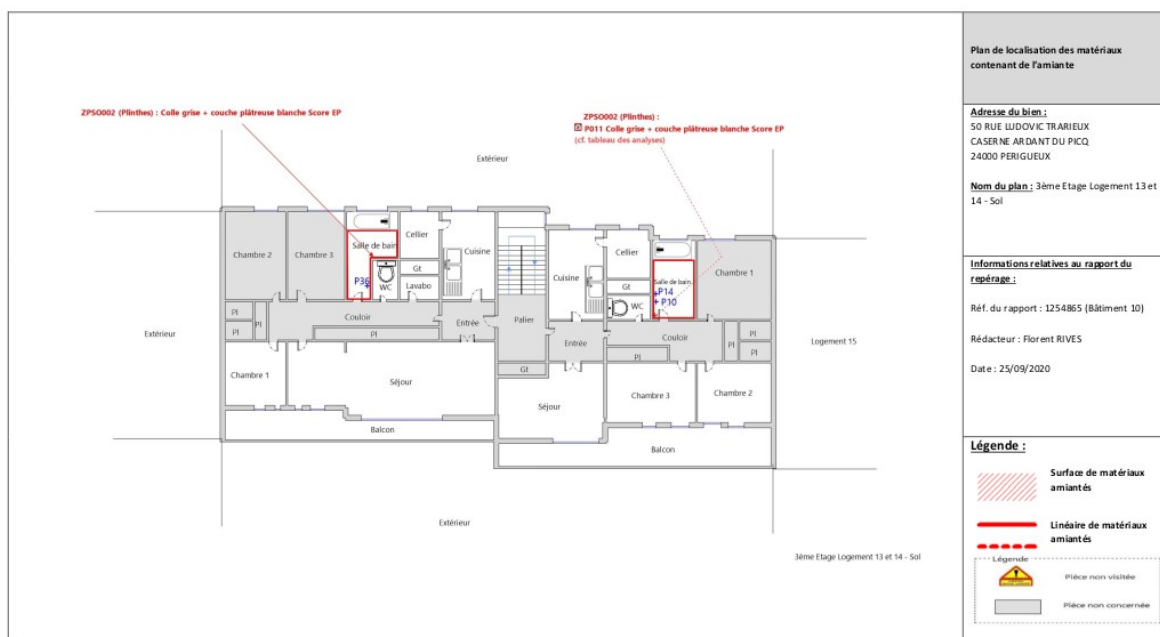 ZPSO002 (Plinthes) : Colle grise + couche plâtreuse blanche Score EP
ZPSO002 (Plinthes) :
P011 Colle grise + couche plâtreuse blanche Score EP
(cf. tableau des analyses)
Extérieur
Chambre 2
Chambre 3
Salle de bain
Cellier
Cuisine
Gt
Lavabo
WC
P36
Cuisine
Cellier
Gt
WC
Salle de bain
P14
P10
Chambre 1
Pl
Pl
Pl
Couloir
Pl
Entrée
Palier
Entrée
Couloir
Pl
Pl
Pl
Pl
Extérieur
Logement 15
Chambre 1
Séjour
Gt
Séjour
Chambre 3
Chambre 2
Balcon
Balcon
Extérieur
3ème Etage Logement 13 et 14 - Sol
Plan de localisation des matériaux
contenant de l'amiante
Adresse du bien :
50 RUE LUDOVIC TRARIEUX
CASERNE ARDANT DU PICQ
24000 PERIGUEUX
Nom du plan : 3ème Etage Logement 13 et
14 - Sol
Informations relatives au rapport du
repérage :
Réf. du rapport : 1254865 (Bâtiment 10)
Rédacteur : Florent RIVES
Date : 25/09/2020
Légende :
Surface de matériaux
amiantés
Linéaire de matériaux
amiantés
Légende
Pièce non visitée
Pièce non concernée